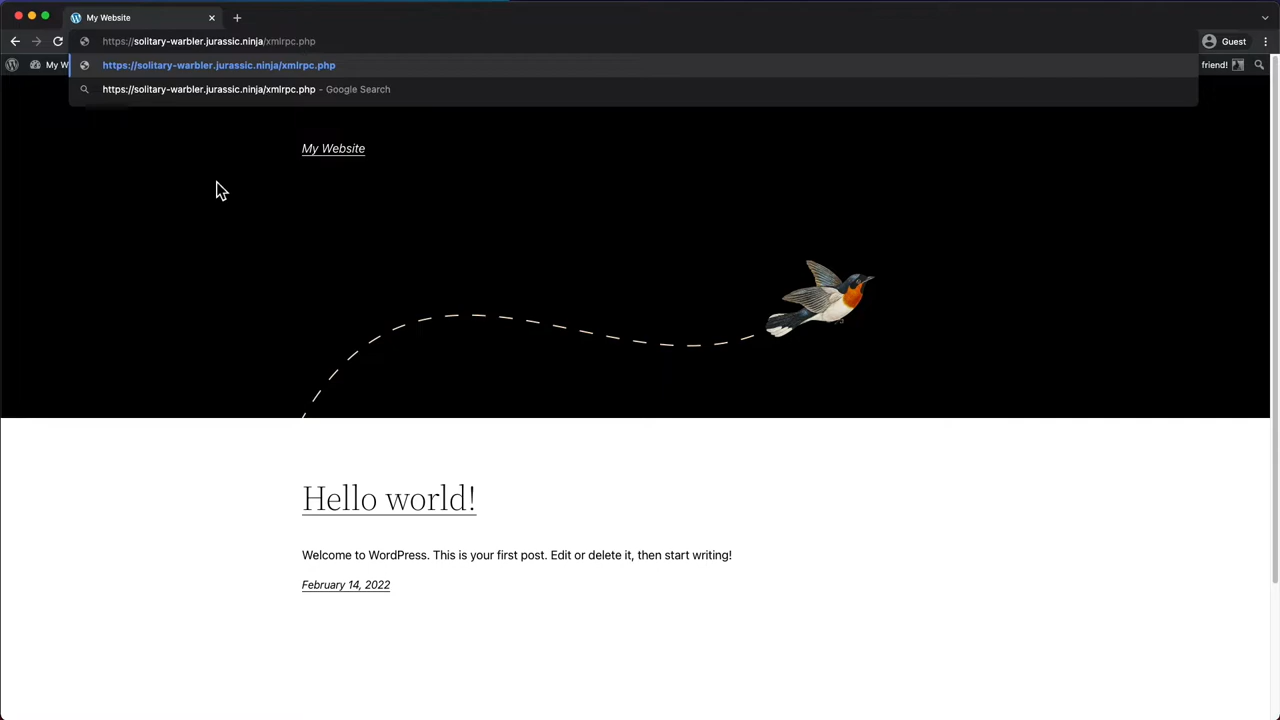 My Website
https://solitary-warbler.jurassic.ninja/xmlrpc.php
Guest
My W
https://solitary-warbler.jurassic.ninja/xmlrpc.php
friend!
https://solitary-warbler.jurassic.ninja/xmlrpc.php – Google Search
My Website
Hello world!
Welcome to WordPress. This is your first post. Edit or delete it, then start writing!
February 14, 2022